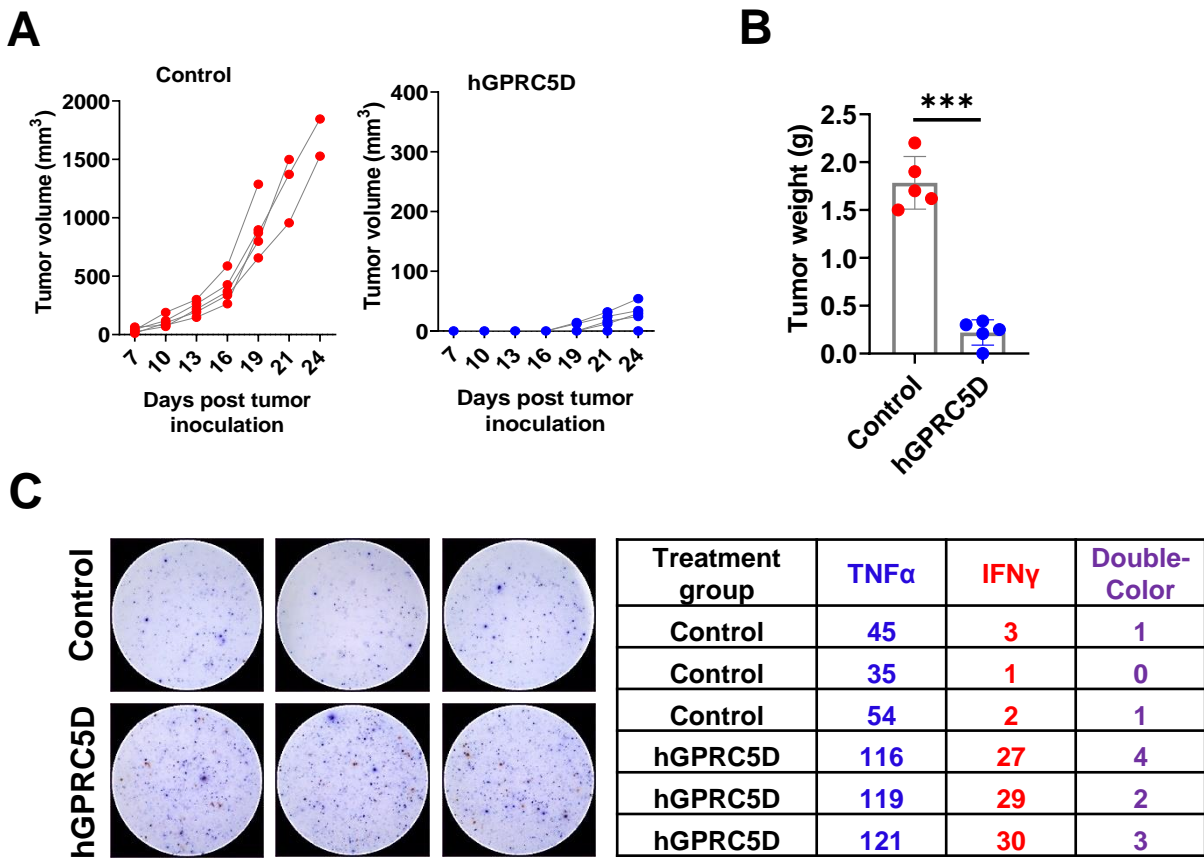 A
Control
Tumor volume (mm3)
2000
1500
1000
500
0
7 10 13 16 19 21 24
Days post tumor
inoculation
hGPRC5D
Tumor volume (mm3)
400
300
200
100
0
7 10 13 16 19 21 24
Days post tumor
inoculation
B
***
Tumor weight (g)
2.5
2.0
1.5
1.0
0.5
0.0
Control
hGPRC5D
C
Control
hGPRC5D
Treatment group TNFα IFNγ Double-Color
Control 45 3 1
Control 35 1 0
Control 54 2 1
hGPRC5D 116 27 4
hGPRC5D 119 29 2
hGPRC5D 121 30 3